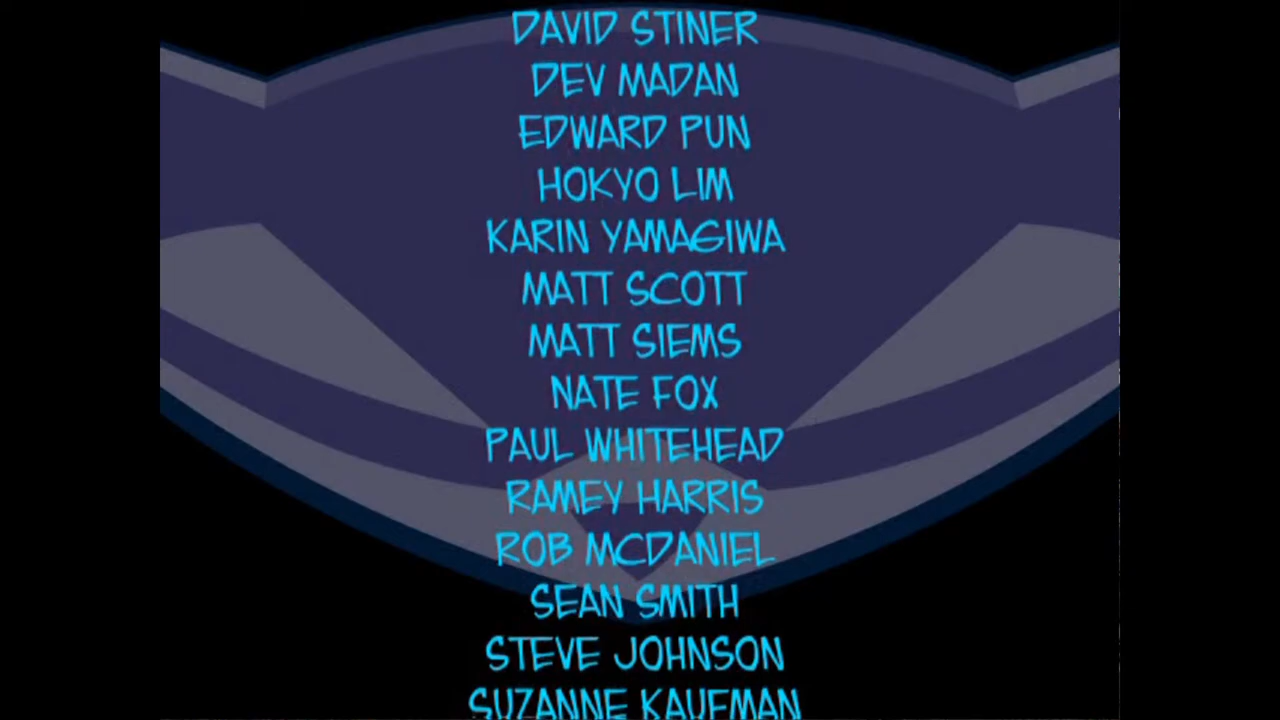 DAVID STINER
DEV MADAN
EDWARD PUN
HOKYO LIM
KARIN YAMAGIWA
MATT SCOTT
MATT SIEMS
NATE FOX
PAUL WHITEHEAD
RAMEY HARRIS
ROB MCDANIEL
SEAN SMITH
STEVE JOHNSON
SUZANNE KAUFMAN